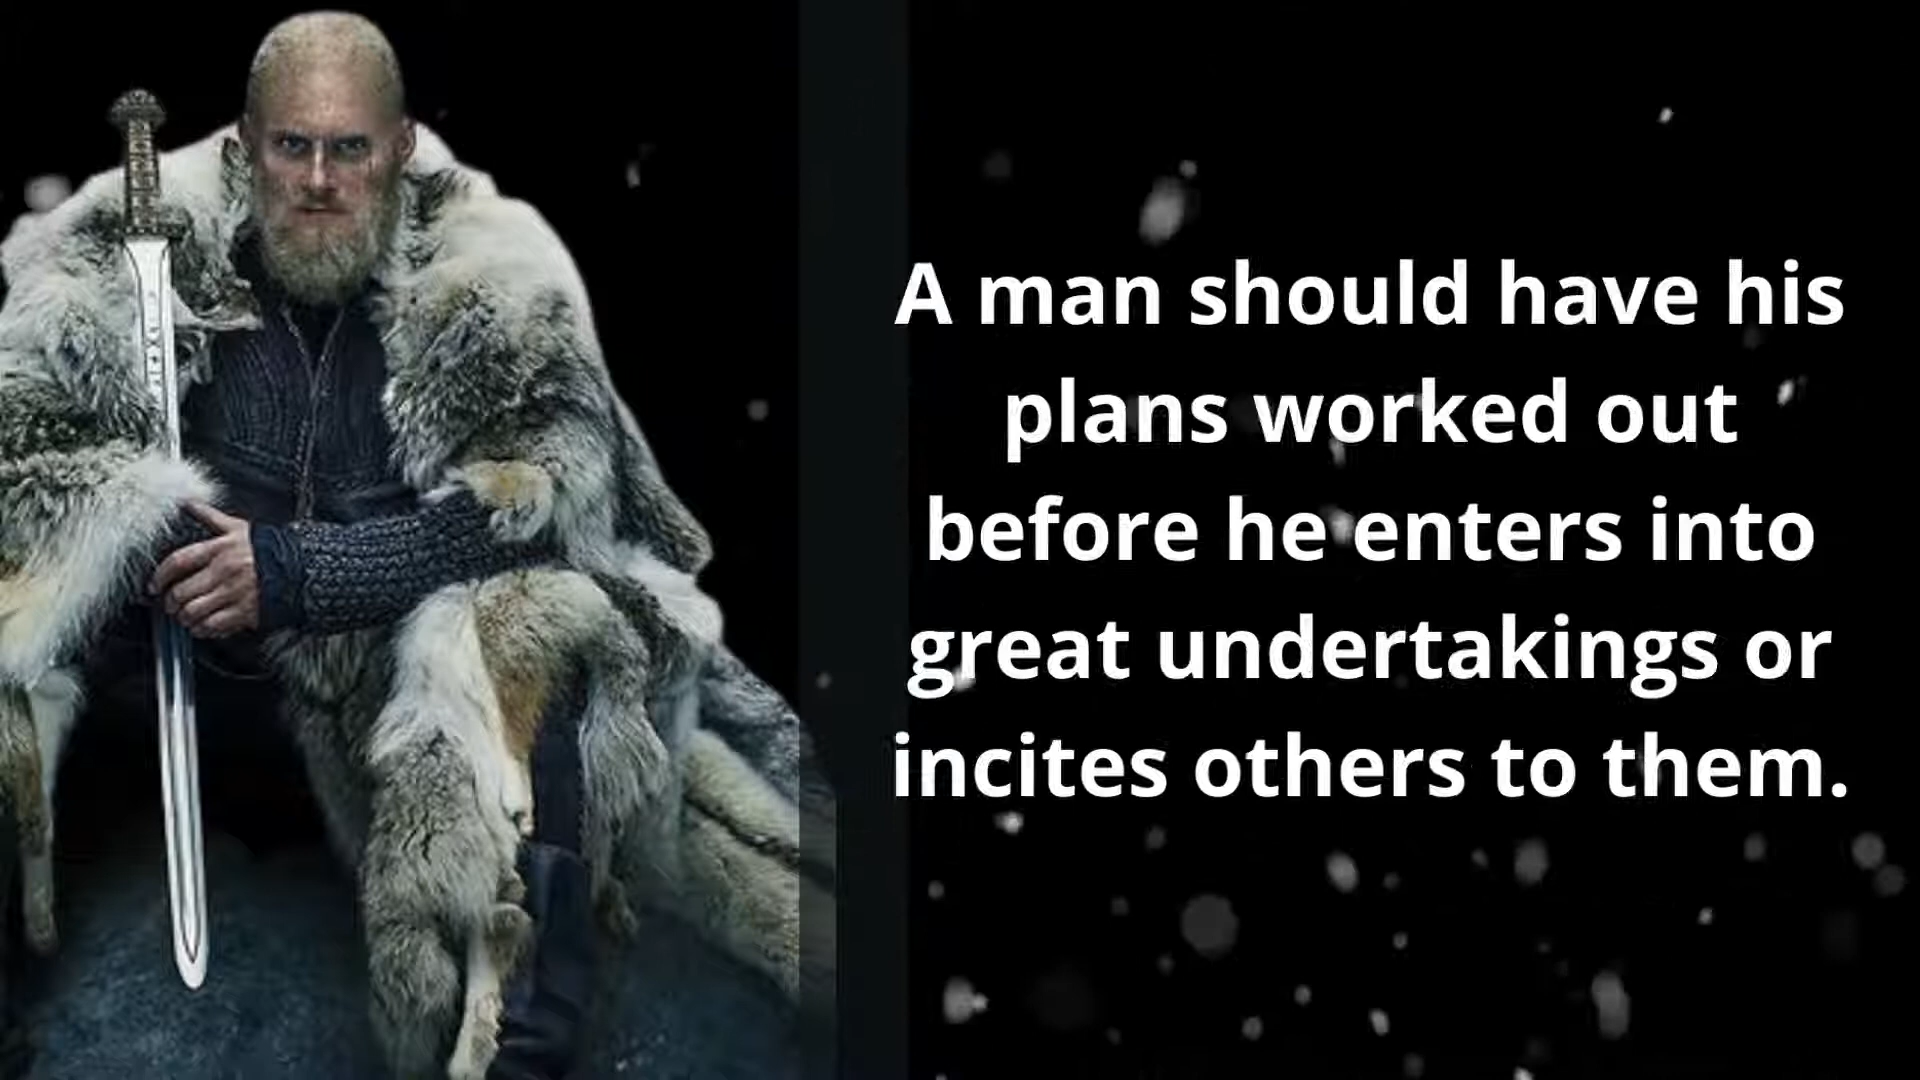 A man should have his
plans worked out
before he enters into
great undertakings or
incites others to them.